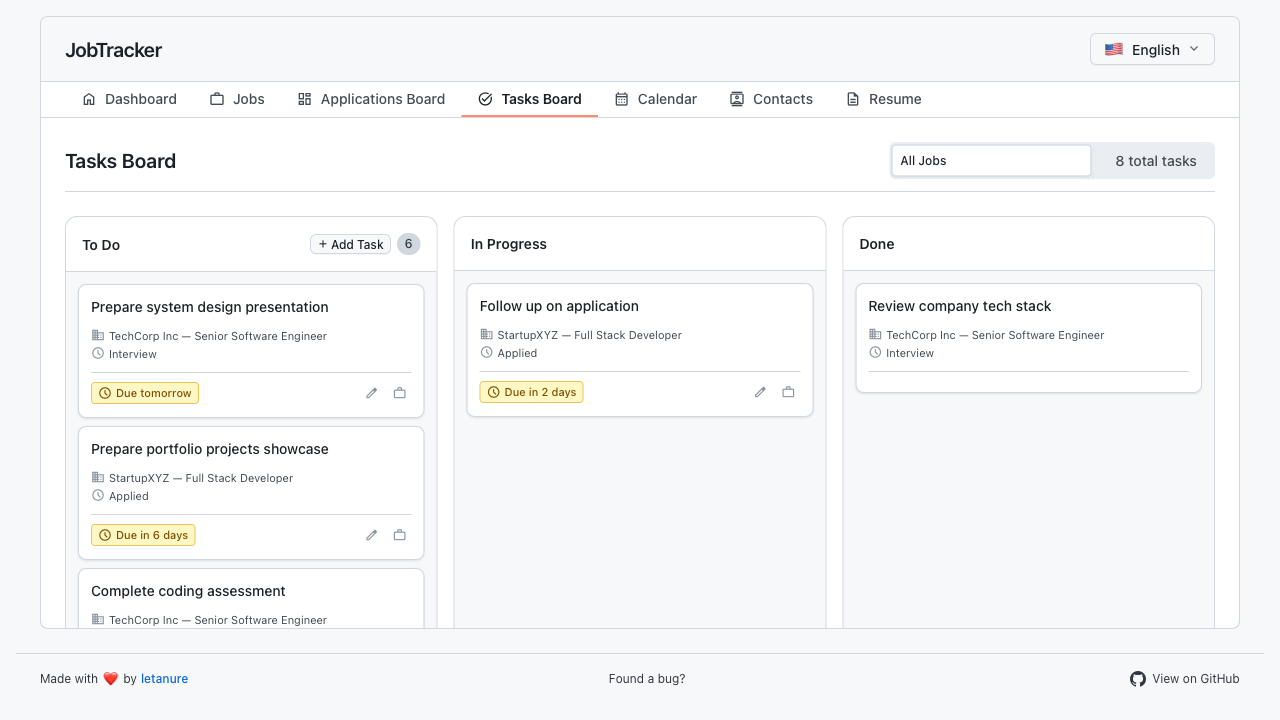 JobTracker
🇺🇸 English
Dashboard
Jobs
Applications Board
Tasks Board
Calendar
Contacts
Resume
Tasks Board
All Jobs
8 total tasks
To Do
+ Add Task
6
Prepare system design presentation
TechCorp Inc — Senior Software Engineer
Interview
Due tomorrow
Prepare portfolio projects showcase
StartupXYZ — Full Stack Developer
Applied
Due in 6 days
Complete coding assessment
TechCorp Inc — Senior Software Engineer
In Progress
Follow up on application
StartupXYZ — Full Stack Developer
Applied
Due in 2 days
Done
Review company tech stack
TechCorp Inc — Senior Software Engineer
Interview
Made with ❤️ by letanure
Found a bug?
View on GitHub